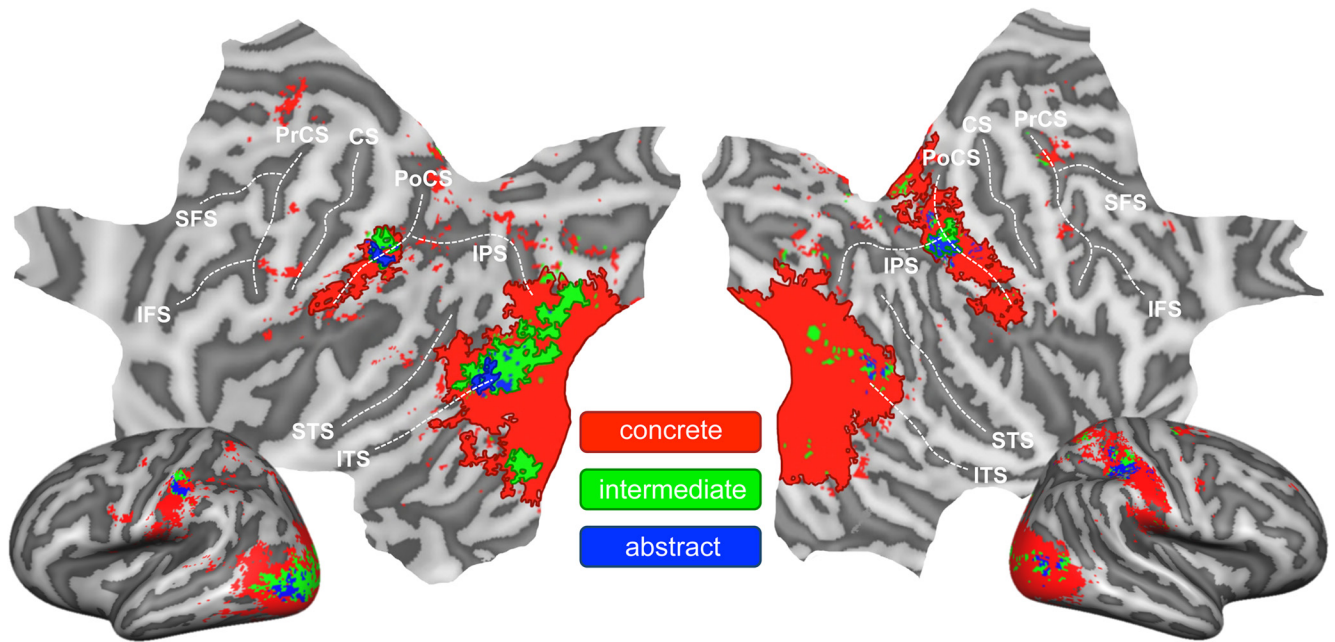 PrCS
CS
PoCS
SFS
IPS
IFS
STS
ITS
CS
PrCS
PoCS
SFS
IPS
IFS
STS
ITS
concrete
intermediate
abstract